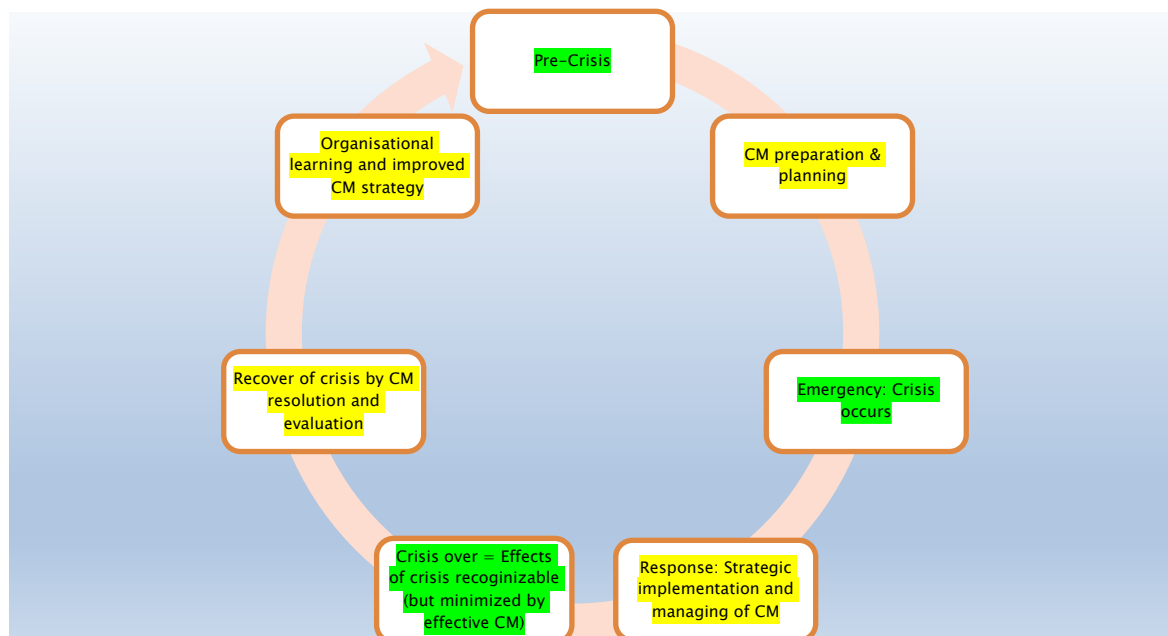 Pre-Crisis
CM preparation &
planning
Emergency: Crisis
occurs
Response: Strategic
implementation and
managing of CM
Crisis over = Effects
of crisis recoginizable
(but minimized by
effective CM)
Recover of crisis by CM
resolution and
evaluation
Organisational
learning and improved
CM strategy